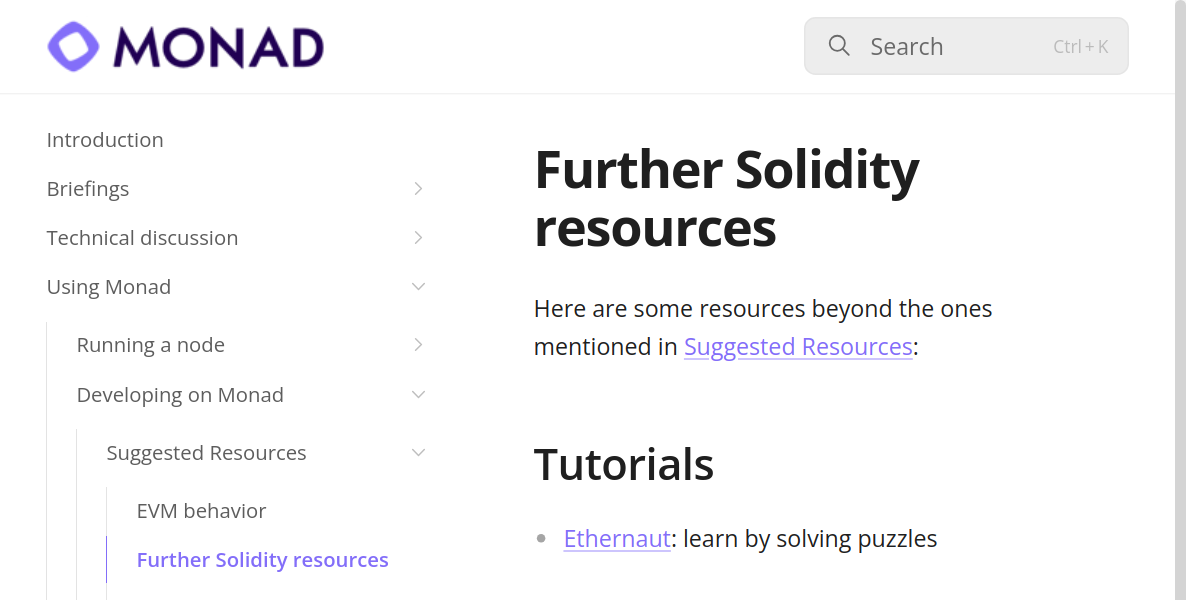 MONAD
Search
Ctrl + K
Introduction
Briefings
Technical discussion
Using Monad
Running a node
Developing on Monad
Suggested Resources
EVM behavior
Further Solidity resources
Further Solidity
resources
Here are some resources beyond the ones
mentioned in Suggested Resources:
Tutorials
Ethernaut: learn by solving puzzles